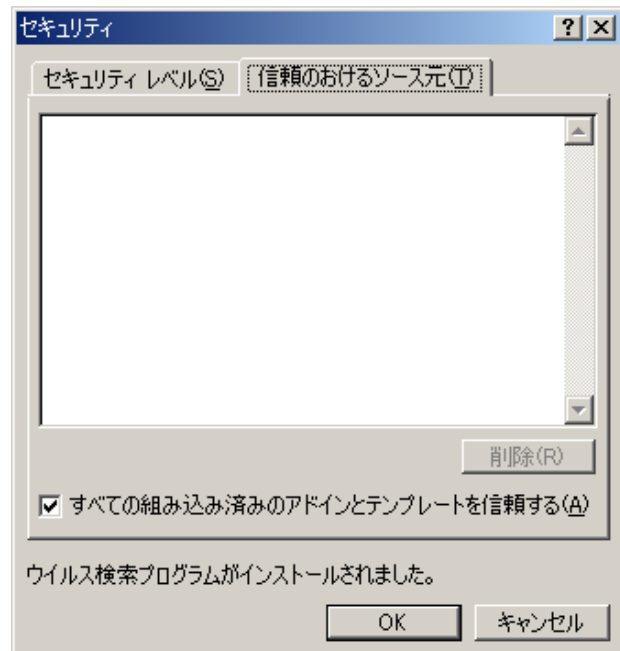 セキュリティ
セキュリティ レベル(S)
信頼のおけるソース元(T)
削除(R)
すべての組み込み済みのアドインとテンプレートを信頼する(A)
ウイルス検索プログラムがインストールされました。
OK
キャンセル